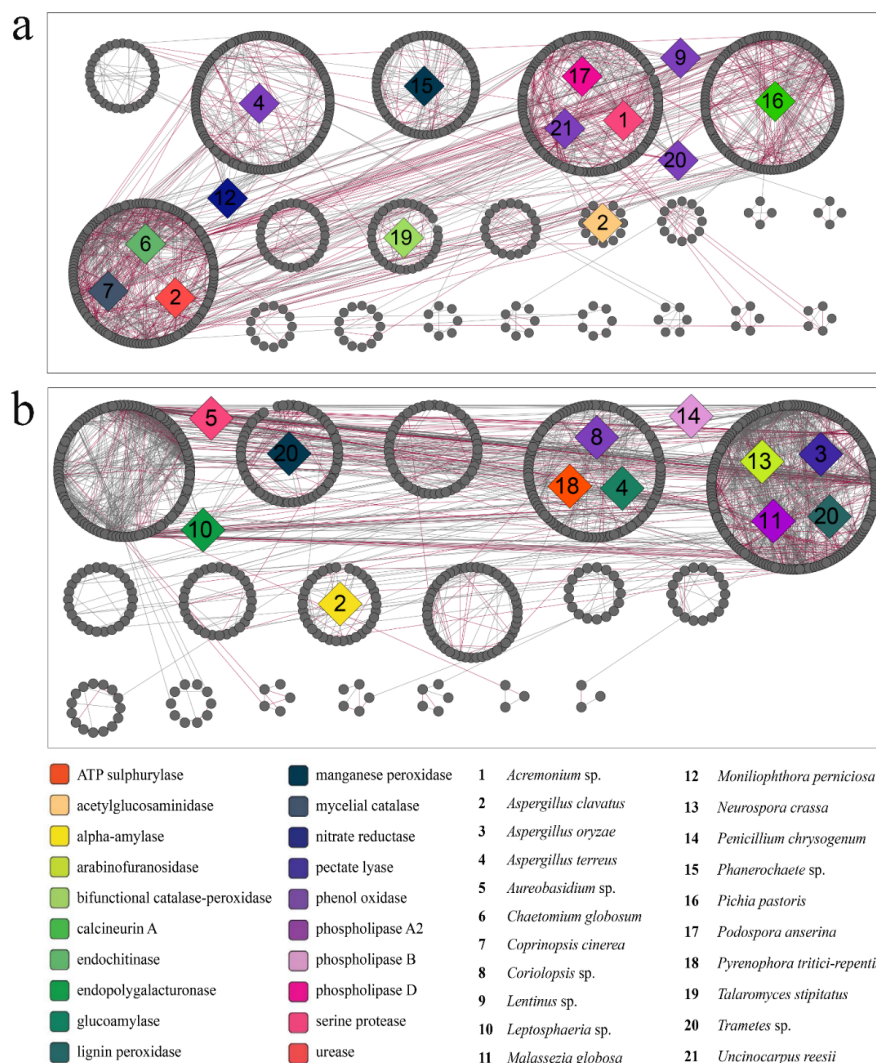 a
9
17
4
15
16
1
21
20
12
6
2
19
7
2
b
5
14
8
20
13
3
18
4
11
20
10
2
ATP sulphurylase
acetylglucosaminidase
alpha-amylase
arabinofuranosidase
bifunctional catalase-peroxidase
calcineurin A
endochitinase
endopolygalacturonase
glucoamylase
lignin peroxidase
manganese peroxidase
mycelial catalase
nitrate reductase
pectate lyase
phenol oxidase
phospholipase A2
phospholipase B
phospholipase D
serine protease
urease
1 Acremonium sp.
2 Aspergillus clavatus
3 Aspergillus oryzae
4 Aspergillus terreus
5 Aureobasidium sp.
6 Chaetomium globosum
7 Coprinopsis cinerea
8 Coriolopsis sp.
9 Lentinus sp.
10 Leptosphaeria sp.
11 Malassezia globosa
12 Moniliophthora perniciosa
13 Neurospora crassa
14 Penicillium chrysogenum
15 Phanerochaete sp.
16 Pichia pastoris
17 Podospora anserina
18 Pyrenophora tritici-repenti
19 Talaromyces stipitatus
20 Trametes sp.
21 Uncinocarpus reesii